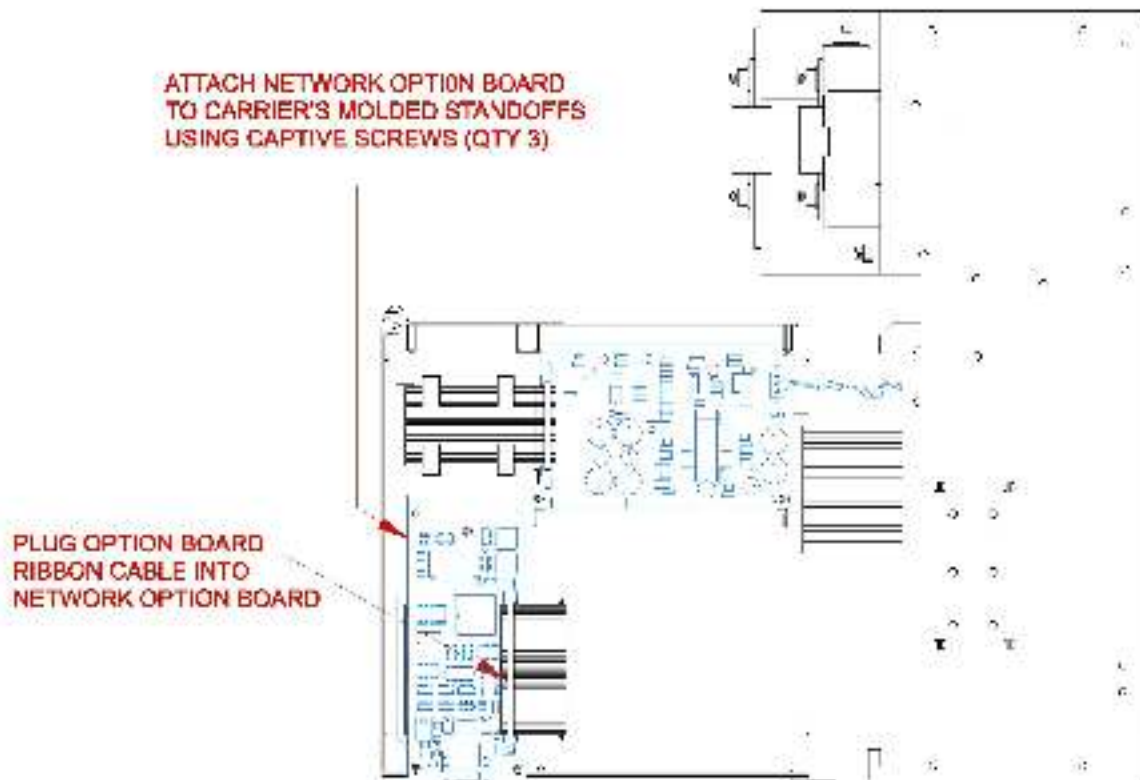 ATTACH NETWORK OPTION BOARD
TO CARRIER'S MOLDED STANDOFFS
USING CAPTIVE SCREWS (QTY 3)
PLUG OPTION BOARD
RIBBON CABLE INTO
NETWORK OPTION BOARD